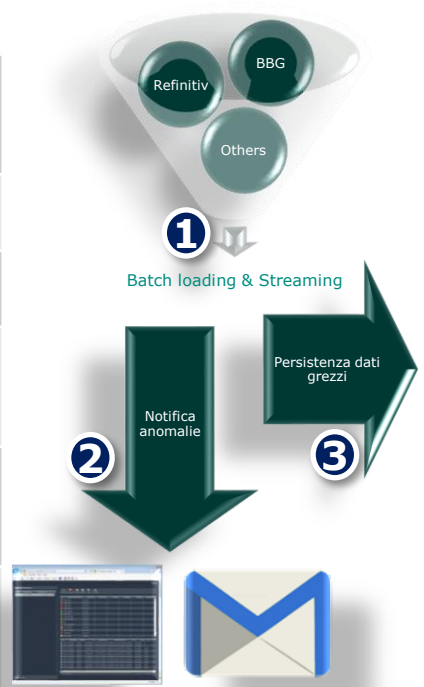 BBG
Refinitiv
Others
1
Batch loading & Streaming
Persistenza dati
grezzi
Notifica
anomalie
2
3